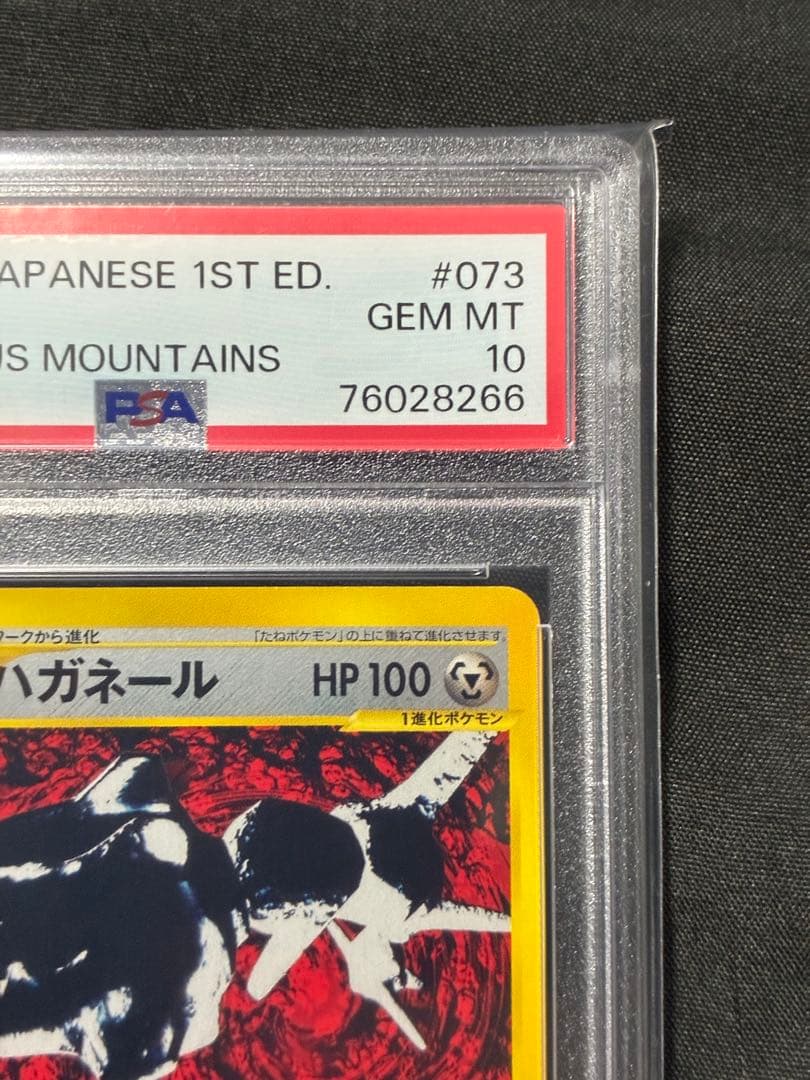 APANESE 1ST ED. #073
GEM MT
US MOUNTAINS 10
PSA 76028266
ワークから進化 「たねポケモン」の上に重ねて進化させます。
ハガネール HP 100
1進化ポケモン